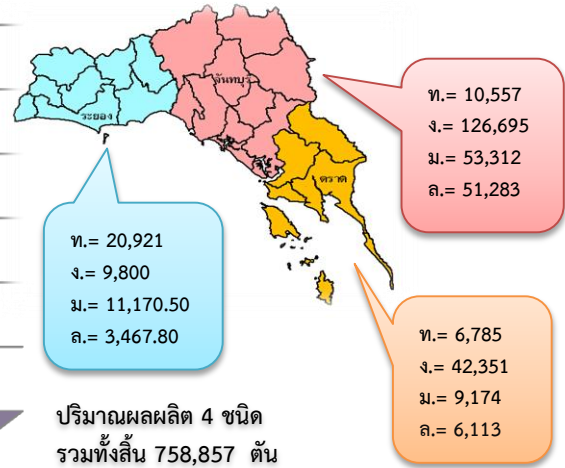 จันทบุรี
ระยอง
ตราด
ท.= 10,557
ง.= 126,695
ม.= 53,312
ล.= 51,283
ท.= 20,921
ง.= 9,800
ม.= 11,170.50
ล.= 3,467.80
ท.= 6,785
ง.= 42,351
ม.= 9,174
ล.= 6,113
ปริมาณผลผลิต 4 ชนิด
รวมทั้งสิ้น 758,857 ตัน